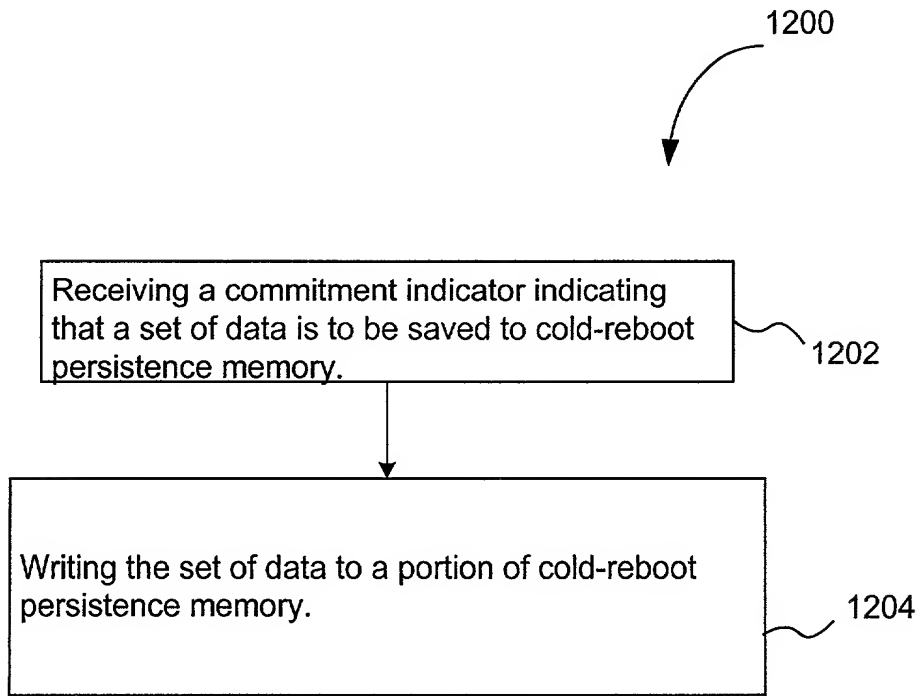 1200
Receiving a commitment indicator indicating
that a set of data is to be saved to cold-reboot
persistence memory.
1202
Writing the set of data to a portion of cold-reboot
persistence memory.
1204